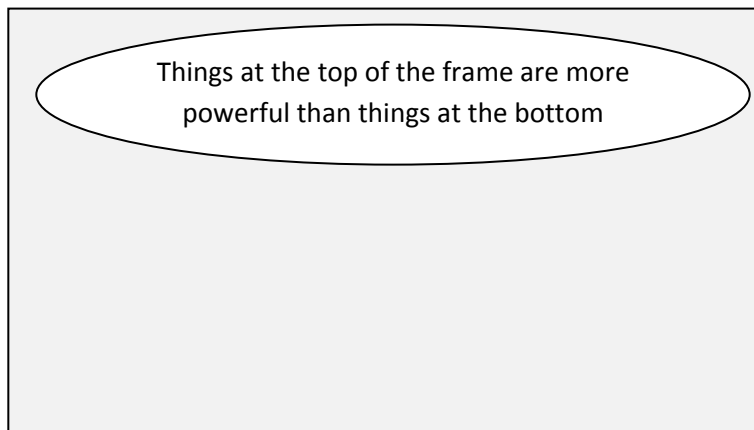 Things at the top of the frame are more
powerful than things at the bottom